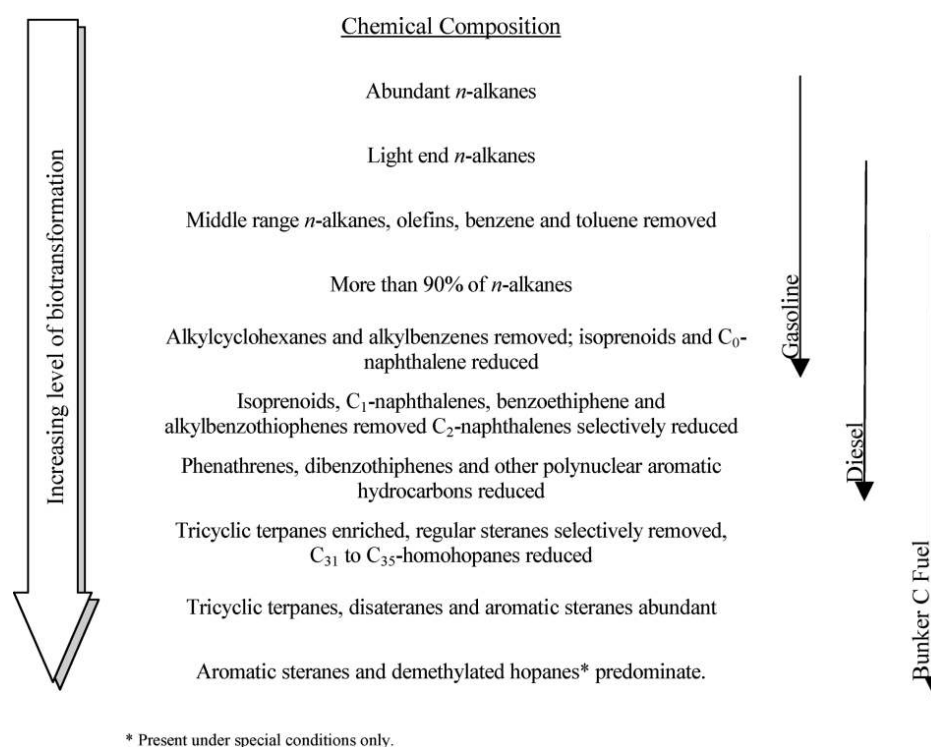 Chemical Composition
Abundant n-alkanes
Light end n-alkanes
Middle range n-alkanes, olefins, benzene and toluene removed
More than 90% of n-alkanes
Alkylcyclohexanes and alkylbenzenes removed; isoprenoids and C₀-
naphthalene reduced
Isoprenoids, C₁-naphthalenes, benzoethiphene and
alkylbenzothiophenes removed C₂-naphthalenes selectively reduced
Phenathrenes, dibenzothiphenes and other polynuclear aromatic
hydrocarbons reduced
Tricyclic terpanes enriched, regular steranes selectively removed,
C₃₁ to C₃₅-homohopanes reduced
Tricyclic terpanes, disateranes and aromatic steranes abundant
Aromatic steranes and demethylated hopanes* predominate.
Increasing level of biotransformation
Gasoline
Diesel
Bunker C Fuel
* Present under special conditions only.